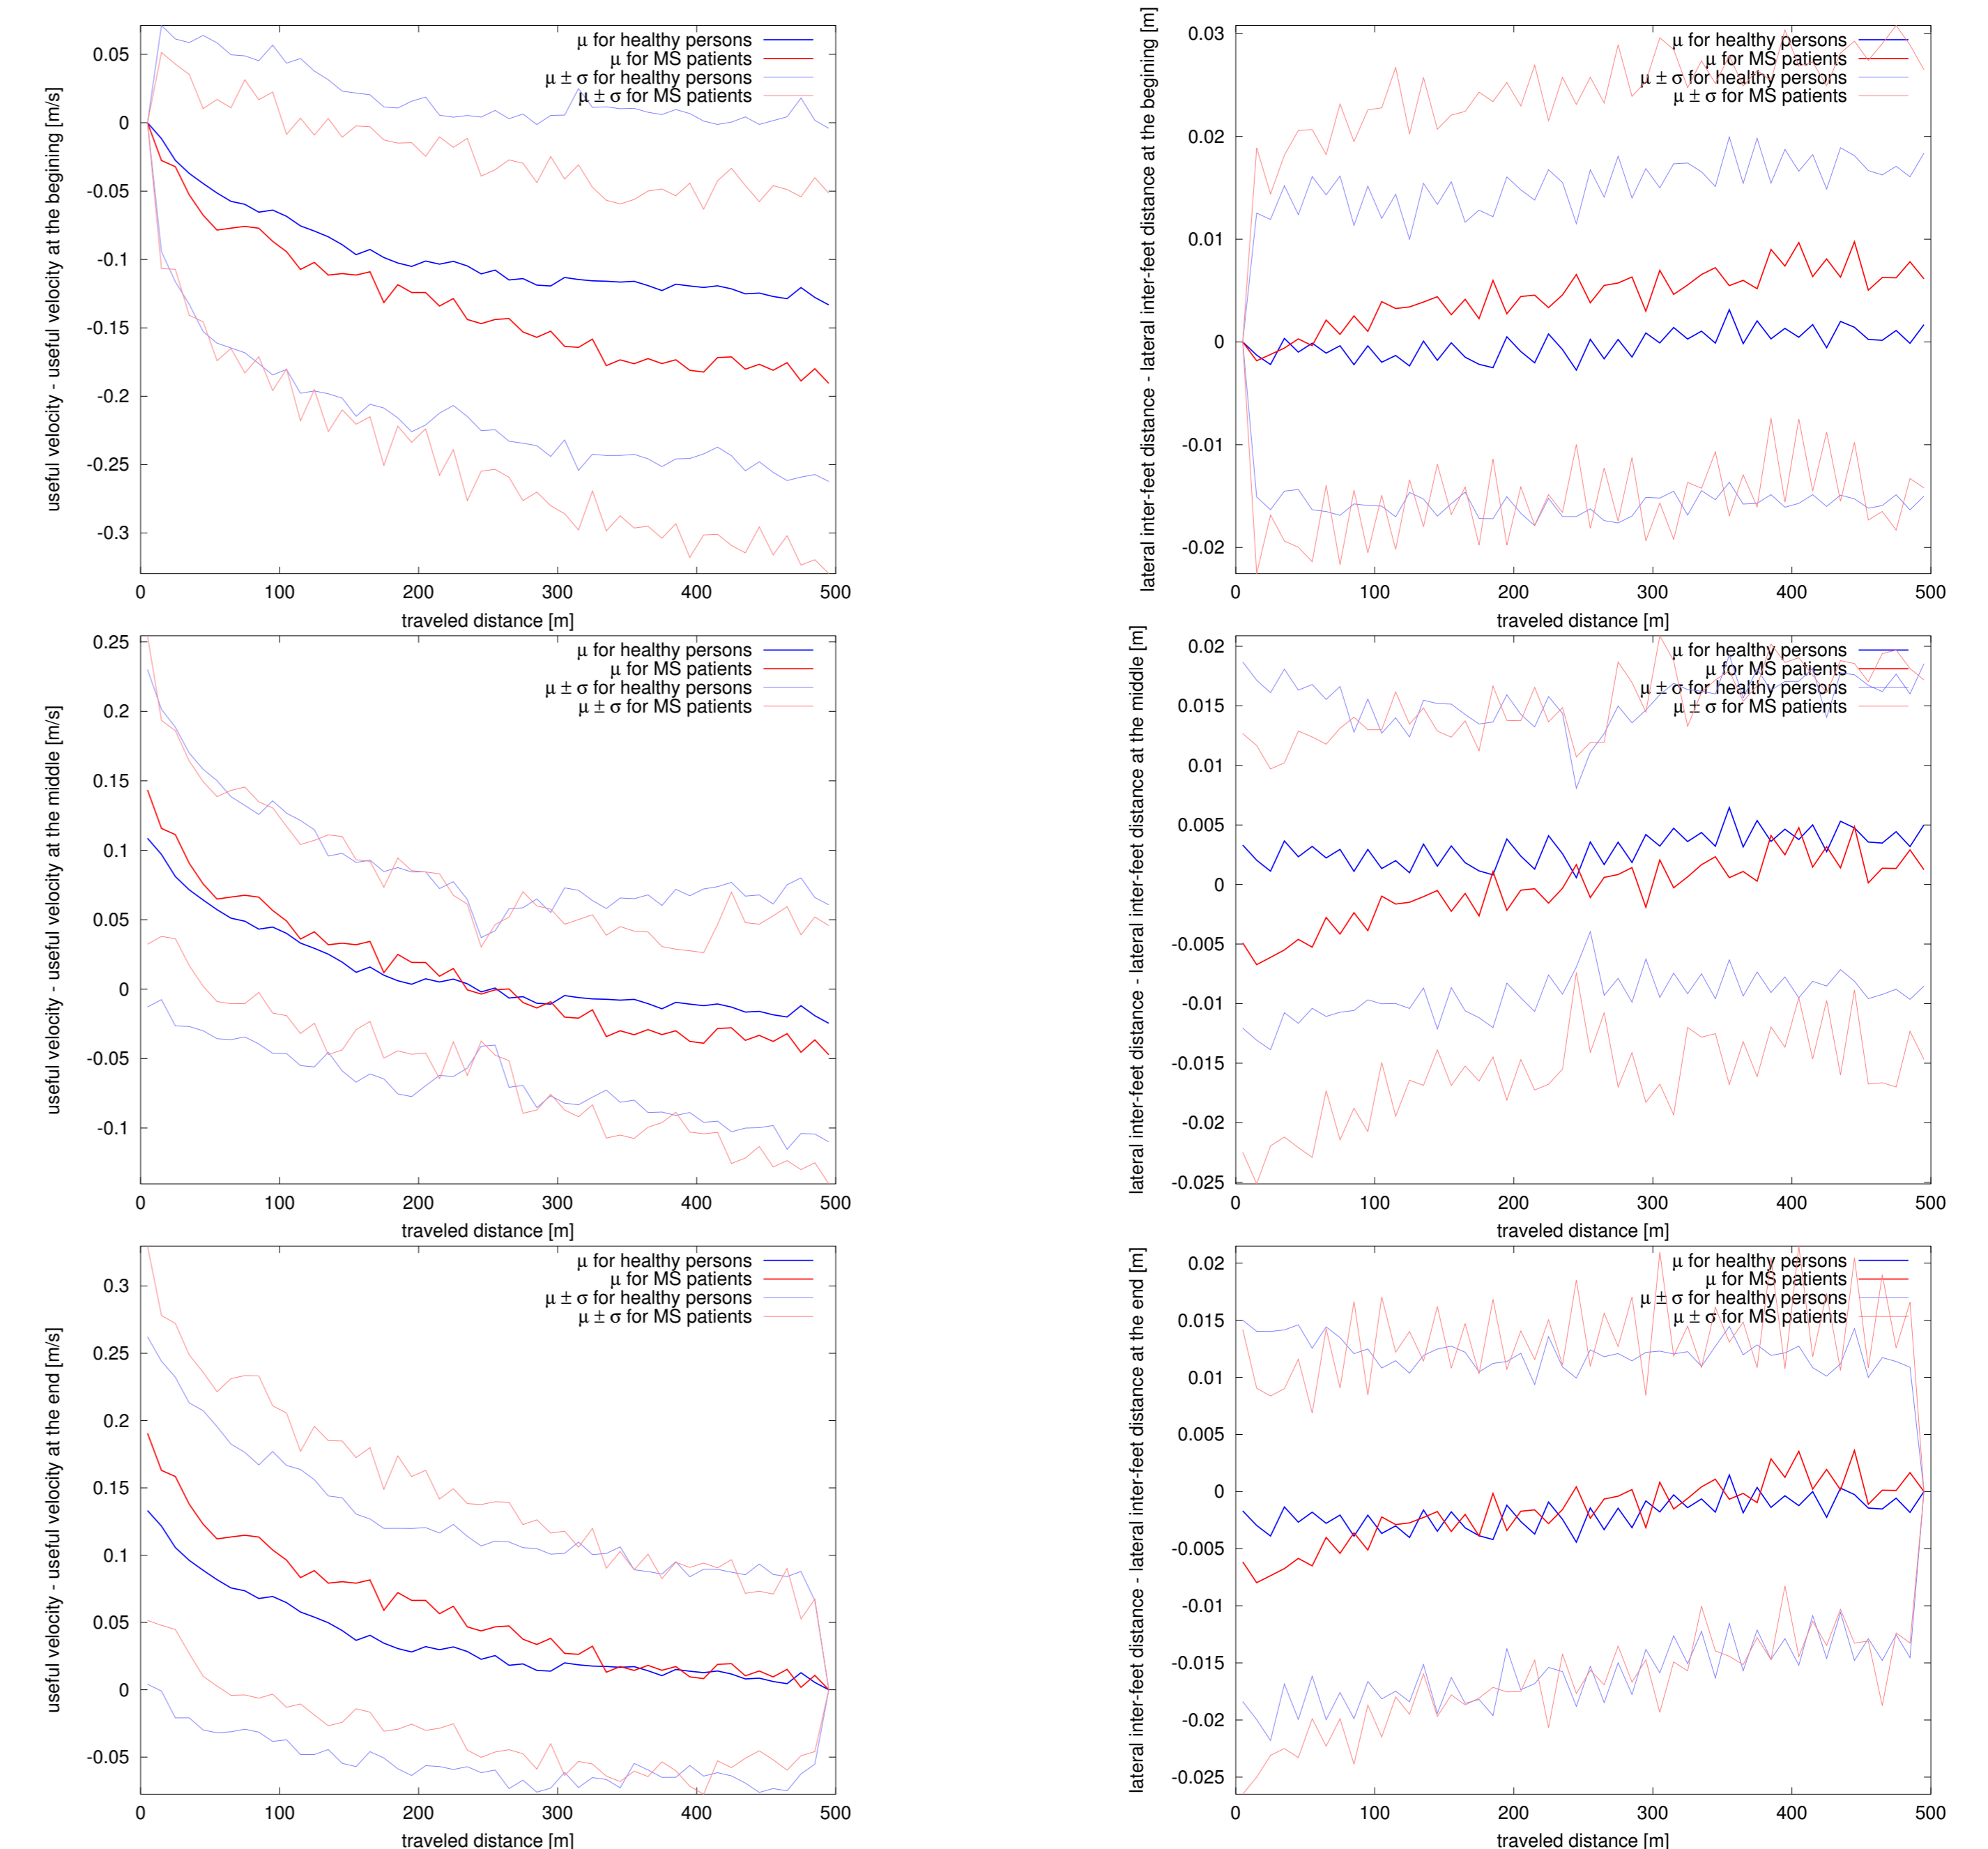 useful velocity - useful velocity at the begining [m/s]
0.05
0
-0.05
-0.1
-0.15
-0.2
-0.25
-0.3
μ for healthy persons
μ for MS patients
μ ± σ for healthy persons
μ ± σ for MS patients
0 100 200 300 400 500
traveled distance [m]
lateral inter-feet distance - lateral inter-feet distance at the begining [m]
0.03
0.02
0.01
0
-0.01
-0.02
μ for healthy persons
μ for MS patients
μ ± σ for healthy persons
μ ± σ for MS patients
0 100 200 300 400 500
traveled distance [m]
useful velocity - useful velocity at the middle [m/s]
0.25
0.2
0.15
0.1
0.05
0
-0.05
-0.1
μ for healthy persons
μ for MS patients
μ ± σ for healthy persons
μ ± σ for MS patients
0 100 200 300 400 500
traveled distance [m]
lateral inter-feet distance - lateral inter-feet distance at the middle [m]
0.02
0.015
0.01
0.005
0
-0.005
-0.01
-0.015
-0.02
-0.025
μ for healthy persons
μ for MS patients
μ ± σ for healthy persons
μ ± σ for MS patients
0 100 200 300 400 500
traveled distance [m]
useful velocity - useful velocity at the end [m/s]
0.3
0.25
0.2
0.15
0.1
0.05
0
-0.05
μ for healthy persons
μ for MS patients
μ ± σ for healthy persons
μ ± σ for MS patients
0 100 200 300 400 500
traveled distance [m]
lateral inter-feet distance - lateral inter-feet distance at the end [m]
0.02
0.015
0.01
0.005
0
-0.005
-0.01
-0.015
-0.02
-0.025
μ for healthy persons
μ for MS patients
μ ± σ for healthy persons
μ ± σ for MS patients
0 100 200 300 400 500
traveled distance [m]